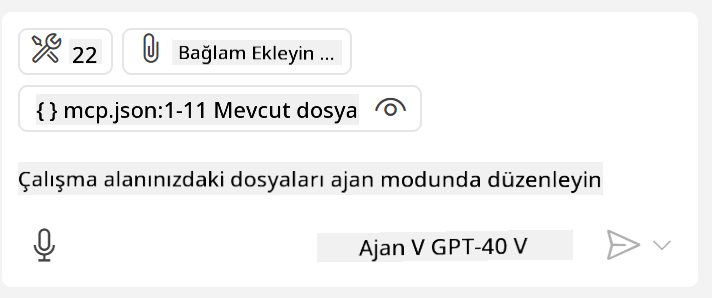 22
Bağlam Ekleyin ...
{} mcp.json:1-11 Mevcut dosya
Çalışma alanınızdaki dosyaları ajan modunda düzenleyin
Ajan V GPT-40 V